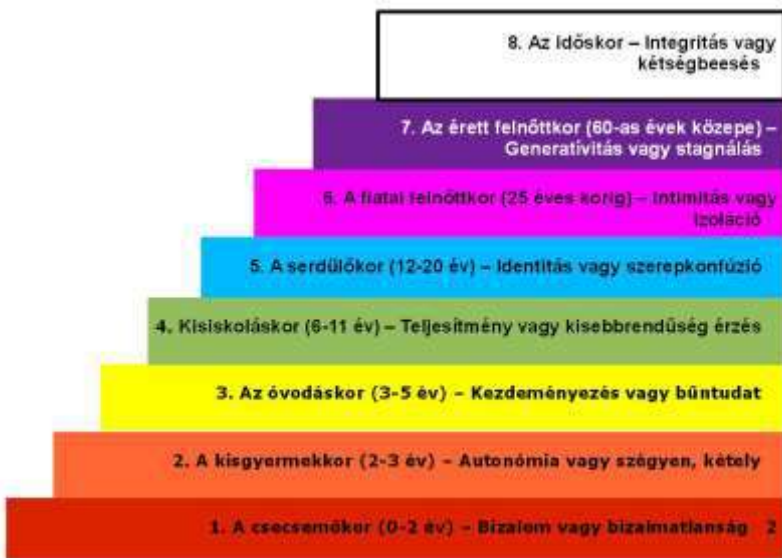 8. Az időskor – Integritás vagy
kétségbeesés
7. Az érett felnőttkor (60-as évek közepe) –
Generativitás vagy stagnálás
6. A fiatal felnőttkor (25 éves korig) – Intimitás vagy
izoláció
5. A serdülőkor (12-20 év) – Identitás vagy szerepkonfúzió
4. Kisiskoláskor (6-11 év) – Teljesítmény vagy kisebbrendűség érzés
3. Az óvodáskor (3-5 év) – Kezdeményezés vagy bűntudat
2. A kisgyermekkor (2-3 év) – Autonómia vagy szégyen, kétely
1. A csecsemőkor (0-2 év) – Bizalom vagy bizalmatlanság 2